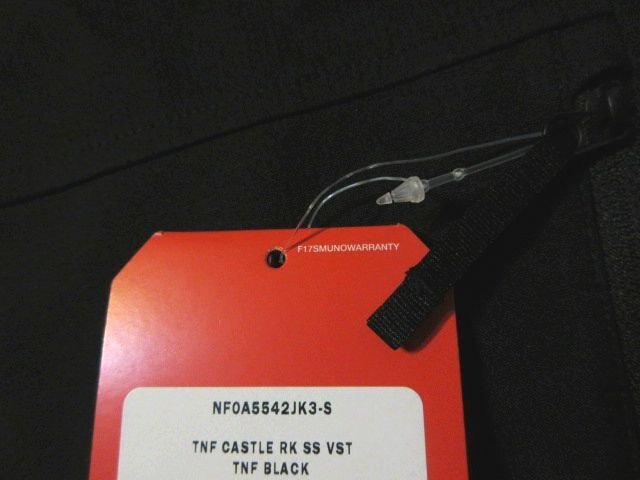 F17SMUNOWARRANTY
NF0A5542JK3-S
TNF CASTLE RK SS VST
TNF BLACK